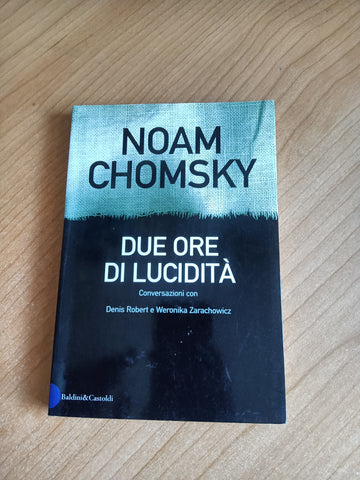 NOAM
CHOMSKY
DUE ORE
DI LUCIDITÀ
Conversazioni con
Denis Robert e Weronika Zarachowicz
Baldini&Castoldi